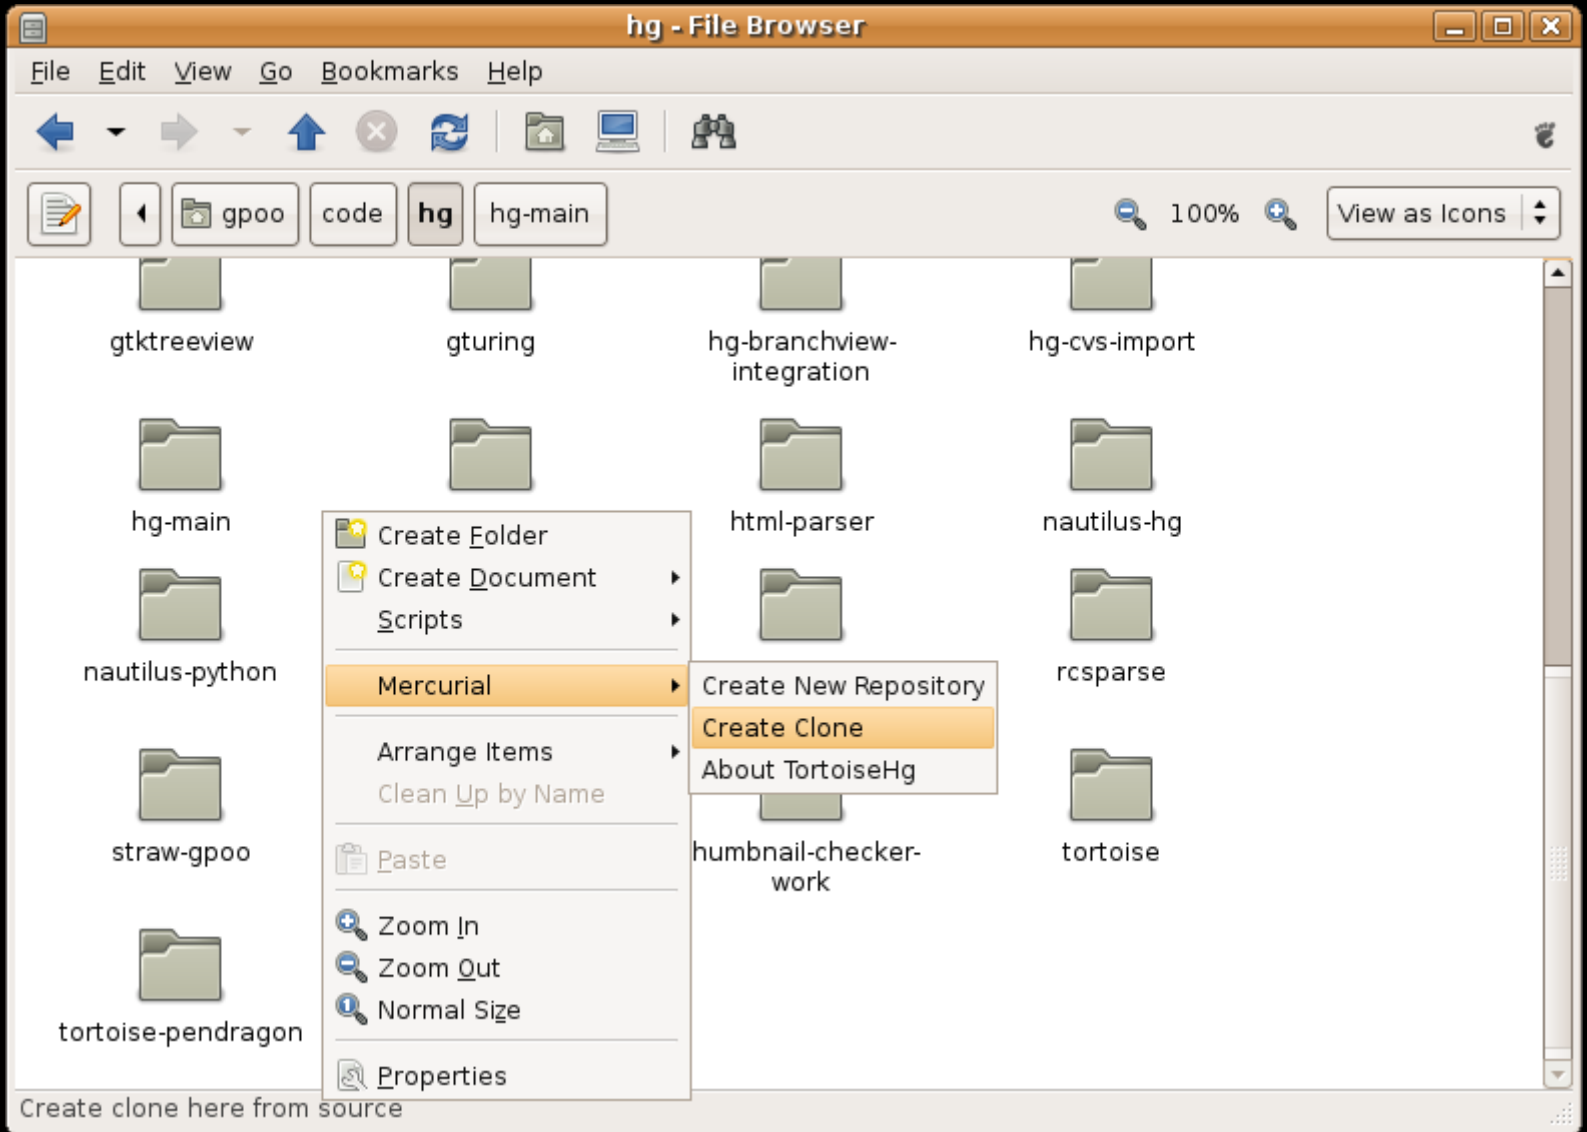 hg - File Browser
File Edit View Go Bookmarks Help
gpoo code hg hg-main 100% View as Icons
gtktreeview gturing hg-branchview- hg-cvs-import
integration
hg-main html-parser nautilus-hg
nautilus-python rcsparse
straw-gpoo humbnail-checker- tortoise
work
tortoise-pendragon
Create Folder
Create Document
Scripts
Mercurial
Arrange Items
Clean Up by Name
Paste
Zoom In
Zoom Out
Normal Size
Properties
Create New Repository
Create Clone
About TortoiseHg
Create clone here from source